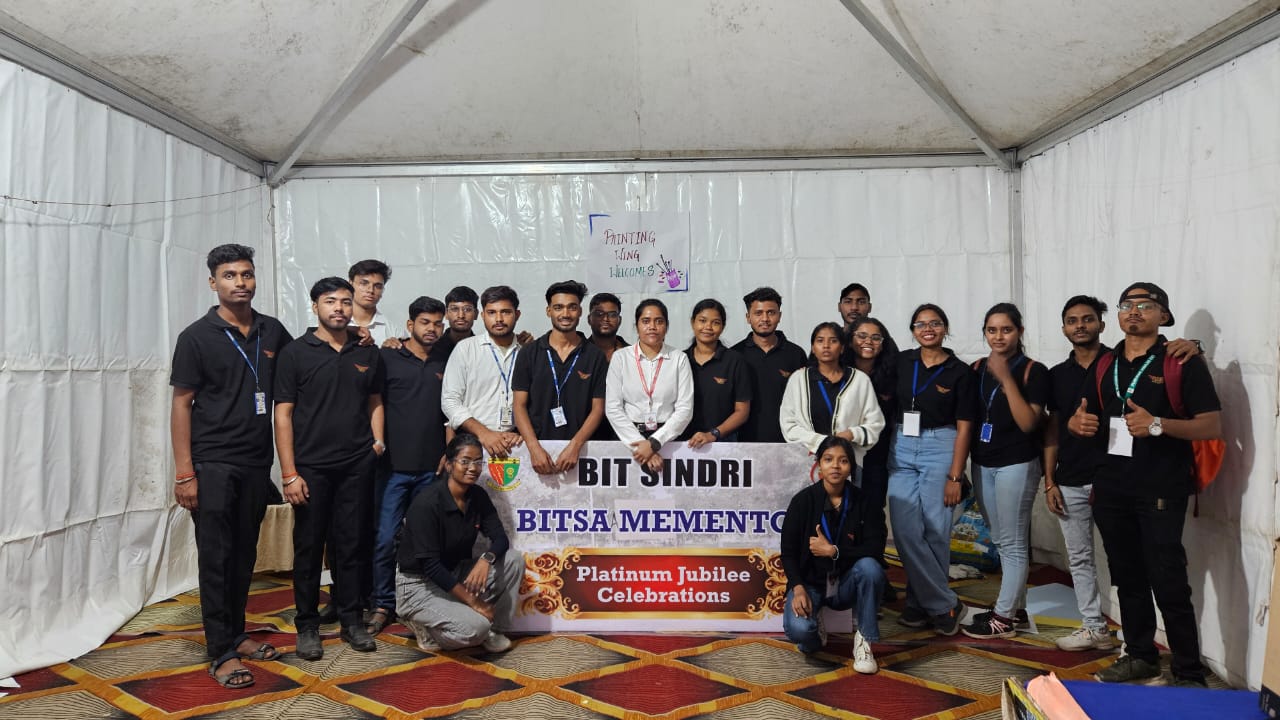 PAINTING
WING
WELCOMES
BIT SINDRI
BITSA MEMENTO
Platinum Jubilee
Celebrations